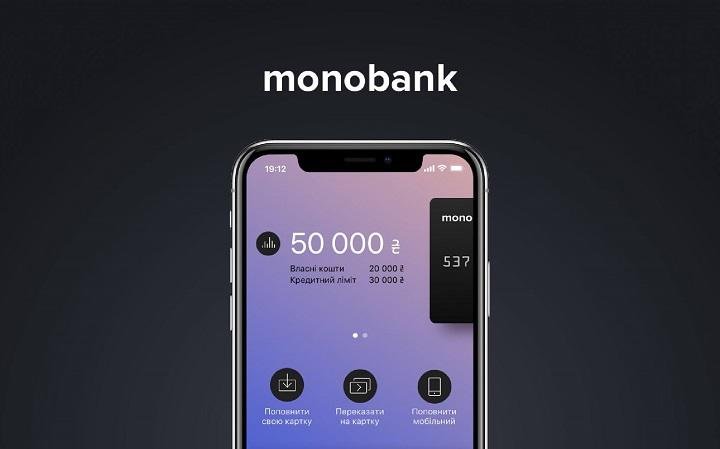 monobank
19:12
50 000 ₴
Власні кошти 20 000 ₴
Кредитний ліміт 30 000 ₴
mono
537
Поповнити
свою картку
Переказати
на картку
Поповнити
мобільний